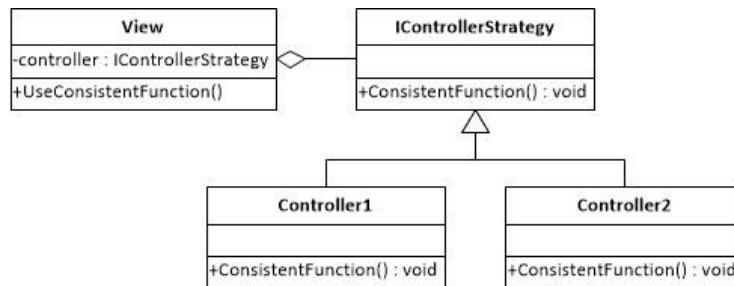 View
-controller : IControllerStrategy
+UseConsistentFunction()
IControllerStrategy
+ConsistentFunction() : void
Controller1
+ConsistentFunction() : void
Controller2
+ConsistentFunction() : void